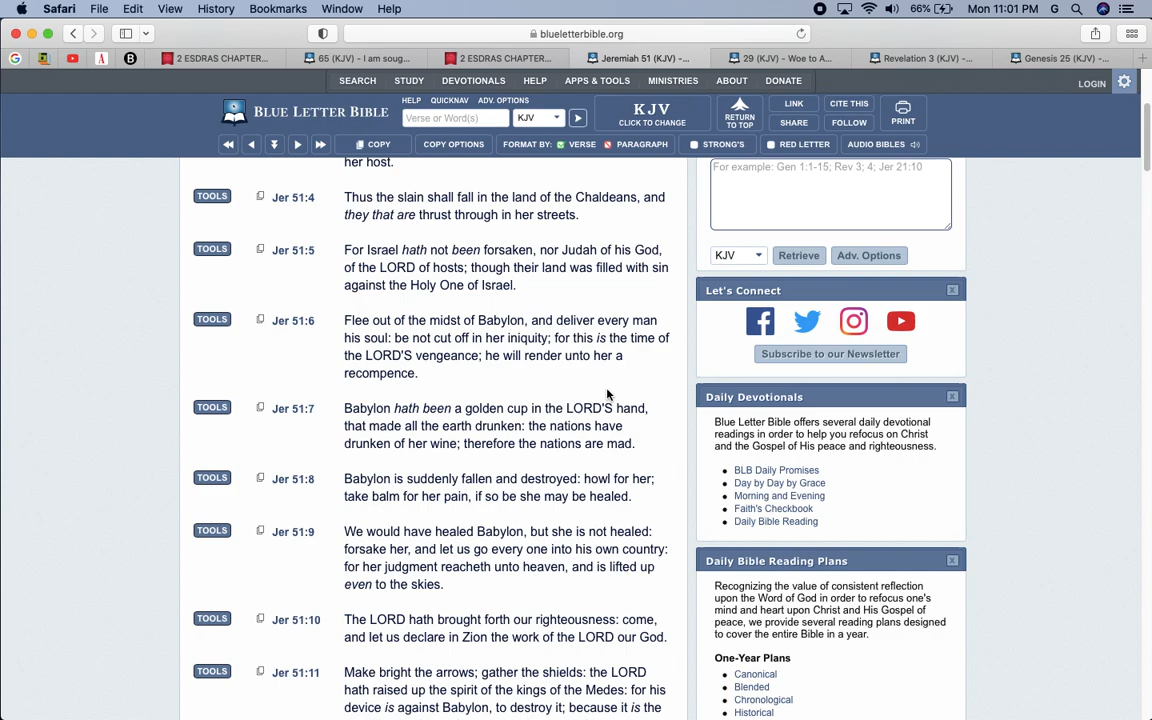 Safari File Edit View History Bookmarks Window Help 66% Mon 11:01 PM G
blueletterbible.org
2 ESDRAS CHAPTER... 65 (KJV) - I am soug... 2 ESDRAS CHAPTER... Jeremiah 51 (KJV) -... 29 (KJV) - Woe to A... Revelation 3 (KJV) -... Genesis 25 (KJV) -...
SEARCH STUDY DEVOTIONALS HELP APPS & TOOLS MINISTRIES ABOUT DONATE LOGIN
BLUE LETTER BIBLE
HELP QUICKNAV ADV. OPTIONS
Verse or Word(s) KJV
KJV
CLICK TO CHANGE
RETURN
TO TOP
LINK CITE THIS
SHARE FOLLOW
PRINT
COPY COPY OPTIONS FORMAT BY: VERSE PARAGRAPH STRONG'S RED LETTER AUDIO BIBLES
her host.
TOOLS Jer 51:4 Thus the slain shall fall in the land of the Chaldeans, and
they that are thrust through in her streets.
TOOLS Jer 51:5 For Israel hath not been forsaken, nor Judah of his God,
of the LORD of hosts; though their land was filled with sin
against the Holy One of Israel.
TOOLS Jer 51:6 Flee out of the midst of Babylon, and deliver every man
his soul: be not cut off in her iniquity; for this is the time of
the LORD'S vengeance; he will render unto her a
recompence.
TOOLS Jer 51:7 Babylon hath been a golden cup in the LORD'S hand,
that made all the earth drunken: the nations have
drunken of her wine; therefore the nations are mad.
TOOLS Jer 51:8 Babylon is suddenly fallen and destroyed: howl for her;
take balm for her pain, if so be she may be healed.
TOOLS Jer 51:9 We would have healed Babylon, but she is not healed:
forsake her, and let us go every one into his own country:
for her judgment reacheth unto heaven, and is lifted up
even to the skies.
TOOLS Jer 51:10 The LORD hath brought forth our righteousness: come,
and let us declare in Zion the work of the LORD our God.
TOOLS Jer 51:11 Make bright the arrows; gather the shields: the LORD
hath raised up the spirit of the kings of the Medes: for his
device is against Babylon, to destroy it; because it is the
For example: Gen 1:1-15; Rev 3; 4; Jer 21:10
KJV Retrieve Adv. Options
Let's Connect
Subscribe to our Newsletter
Daily Devotionals
Blue Letter Bible offers several daily devotional
readings in order to help you refocus on Christ
and the Gospel of His peace and righteousness.
BLB Daily Promises
Day by Day by Grace
Morning and Evening
Faith's Checkbook
Daily Bible Reading
Daily Bible Reading Plans
Recognizing the value of consistent reflection
upon the Word of God in order to refocus one's
mind and heart upon Christ and His Gospel of
peace, we provide several reading plans designed
to cover the entire Bible in a year.
One-Year Plans
Canonical
Blended
Chronological
Historical